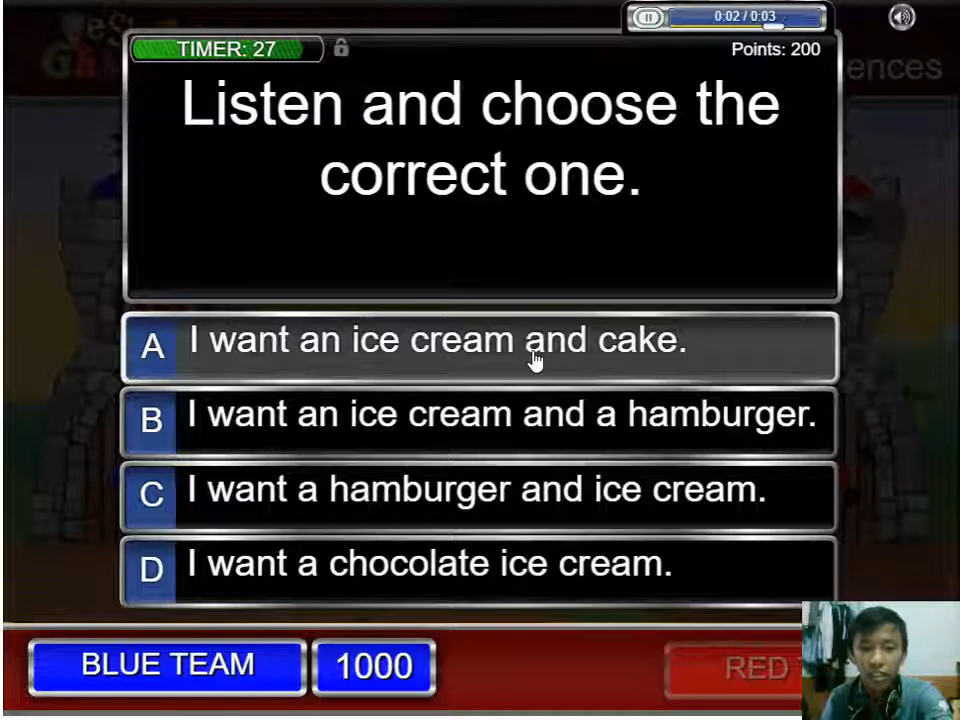 0:02 / 0:03
TIMER: 27
Points: 200
Listen and choose the
correct one.
A I want an ice cream and cake.
B I want an ice cream and a hamburger.
C I want a hamburger and ice cream.
D I want a chocolate ice cream.
BLUE TEAM 1000
RED